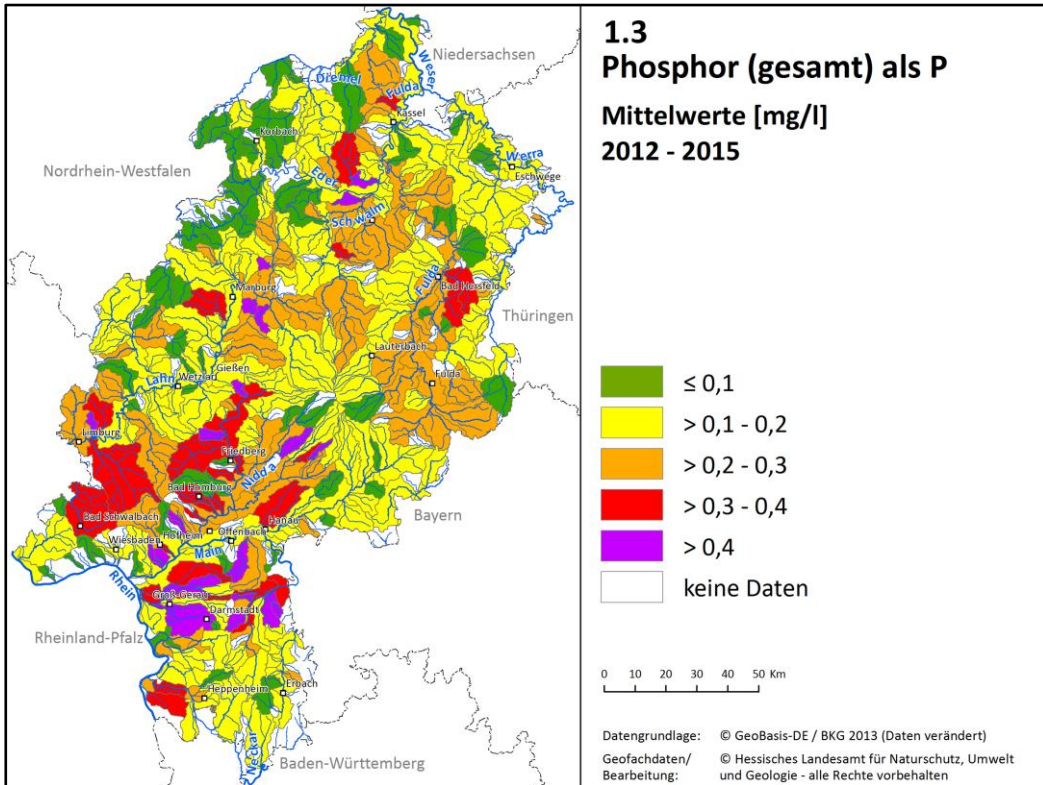 1.3
Phosphor (gesamt) als P
Mittelwerte [mg/l]
2012 - 2015
Niedersachsen
Weser
Diemel
Fulda
Kassel
Korbach
Nordrhein-Westfalen
Werra
Eschwege
Eder
Schwalm
Fulda
Bad Hersfeld
Marburg
Thüringen
Lauterbach
Gießen
Lahn
Wetzlar
Fulda
Limburg
Friedberg
Nidda
Bad Homburg
Bayern
Bad Schwalbach
Hanau
Offenbach
Hofheim
Wiesbaden
Main
Rhein
Groß-Gerau
Darmstadt
Rheinland-Pfalz
Heppenheim
Erbach
Neckar
Baden-Württemberg
≤ 0,1
> 0,1 - 0,2
> 0,2 - 0,3
> 0,3 - 0,4
> 0,4
keine Daten
0 10 20 30 40 50 Km
Datengrundlage: © GeoBasis-DE / BKG 2013 (Daten verändert)
Geofachdaten/ © Hessisches Landesamt für Naturschutz, Umwelt
Bearbeitung: und Geologie - alle Rechte vorbehalten